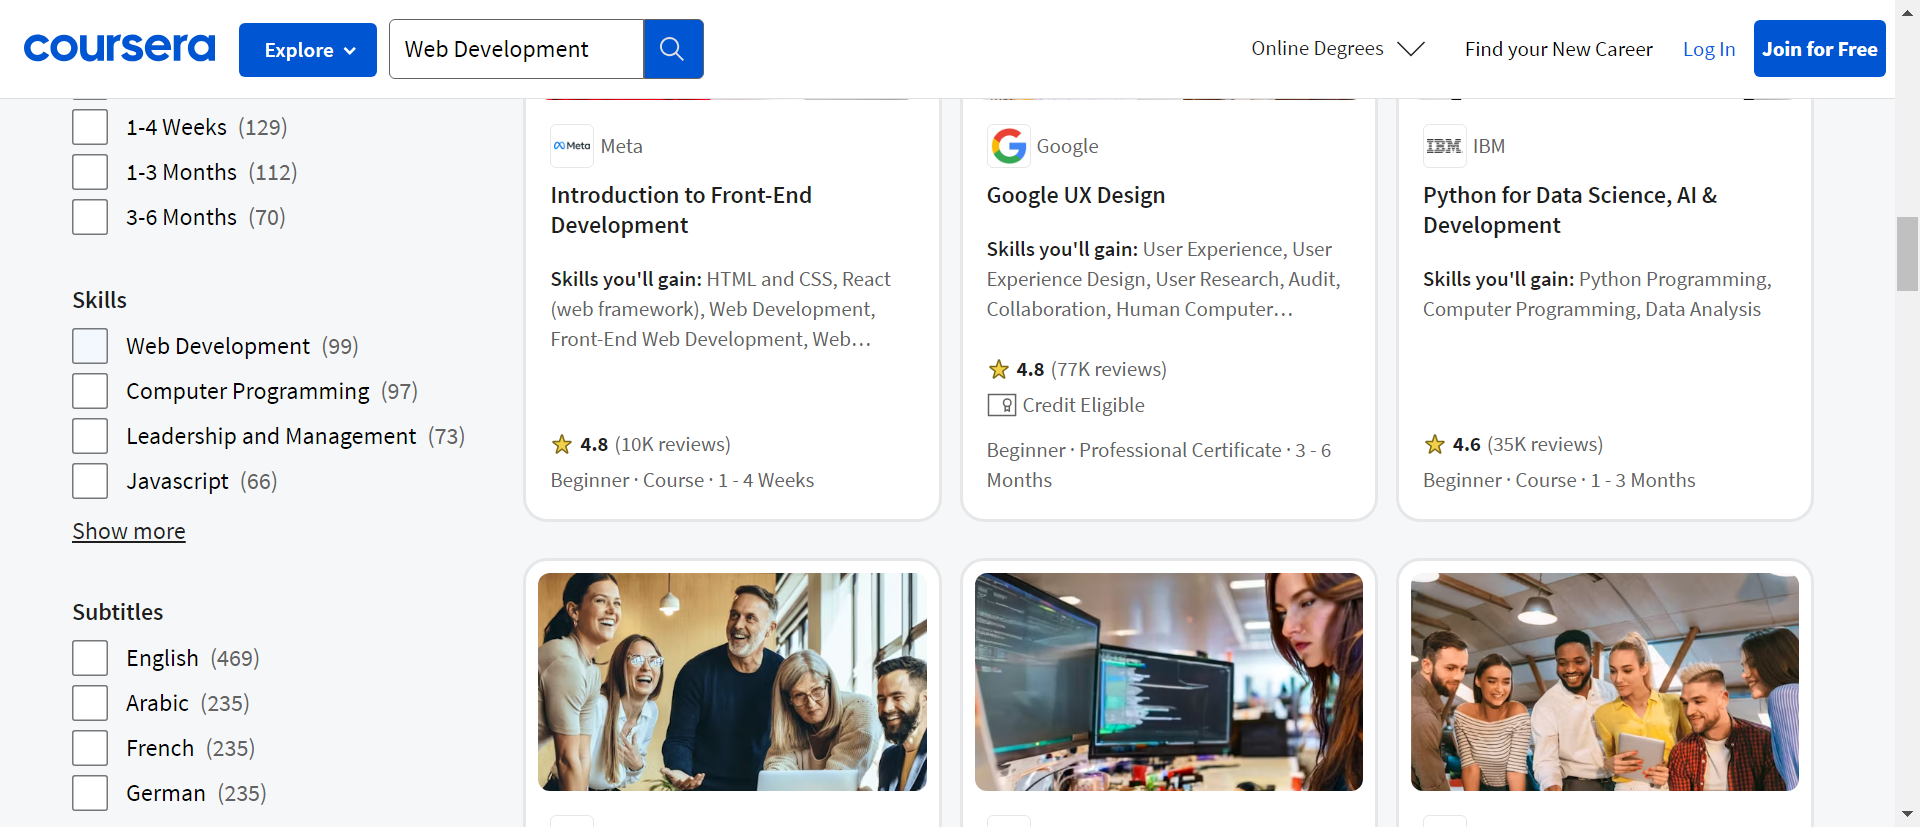 coursera
Explore
Web Development
Online Degrees
Find your New Career
Log In
Join for Free
1-4 Weeks (129)
1-3 Months (112)
3-6 Months (70)
Skills
Web Development (99)
Computer Programming (97)
Leadership and Management (73)
Javascript (66)
Show more
Subtitles
English (469)
Arabic (235)
French (235)
German (235)
Meta Meta
Introduction to Front-End
Development
Skills you'll gain: HTML and CSS, React
(web framework), Web Development,
Front-End Web Development, Web…
4.8 (10K reviews)
Beginner · Course · 1 - 4 Weeks
Google
Google UX Design
Skills you'll gain: User Experience, User
Experience Design, User Research, Audit,
Collaboration, Human Computer…
4.8 (77K reviews)
Credit Eligible
Beginner · Professional Certificate · 3 - 6
Months
IBM IBM
Python for Data Science, AI &
Development
Skills you'll gain: Python Programming,
Computer Programming, Data Analysis
4.6 (35K reviews)
Beginner · Course · 1 - 3 Months